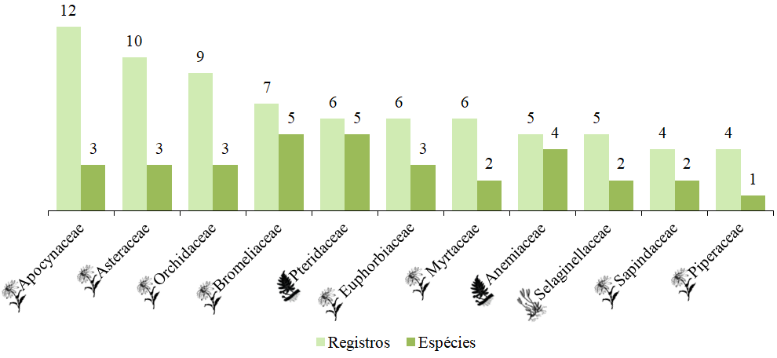 12
10
9
7
6
6
6
5
5
4
4
3
3
3
5
5
3
2
4
2
2
1
Apocynaceae
Asteraceae
Orchidaceae
Bromeliaceae
Pteridaceae
Euphorbiaceae
Myrtaceae
Anemiaceae
Selaginellaceae
Sapindaceae
Piperaceae
Registros
Espécies